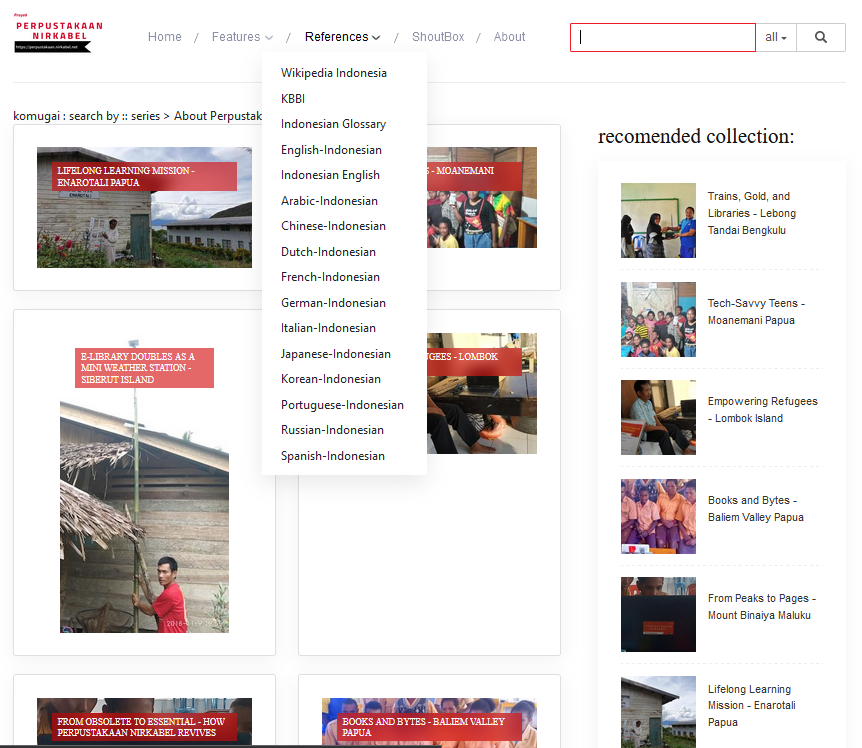 Proyek
PERPUSTAKAAN
NIRKABEL
https://perpustakaan.nirkabel.net
Home / Features / References / ShoutBox / About
all
Wikipedia Indonesia
KBBI
Indonesian Glossary
English-Indonesian
Indonesian English
Arabic-Indonesian
Chinese-Indonesian
Dutch-Indonesian
French-Indonesian
German-Indonesian
Italian-Indonesian
Japanese-Indonesian
Korean-Indonesian
Portuguese-Indonesian
Russian-Indonesian
Spanish-Indonesian
komugai : search by :: series > About Perpustak
LIFELONG LEARNING MISSION -
ENAROTALI PAPUA
S - MOANEMANI
E-LIBRARY DOUBLES AS A
MINI WEATHER STATION -
SIBERUT ISLAND
UGEES - LOMBOK
FROM OBSOLETE TO ESSENTIAL - HOW
PERPUSTAKAAN NIRKABEL REVIVES
BOOKS AND BYTES - BALIEM VALLEY
PAPUA
recomended collection:
Trains, Gold, and
Libraries - Lebong
Tandai Bengkulu
Tech-Savvy Teens -
Moanemani Papua
Empowering Refugees
- Lombok Island
Books and Bytes -
Baliem Valley Papua
From Peaks to Pages -
Mount Binaiya Maluku
Lifelong Learning
Mission - Enarotali
Papua